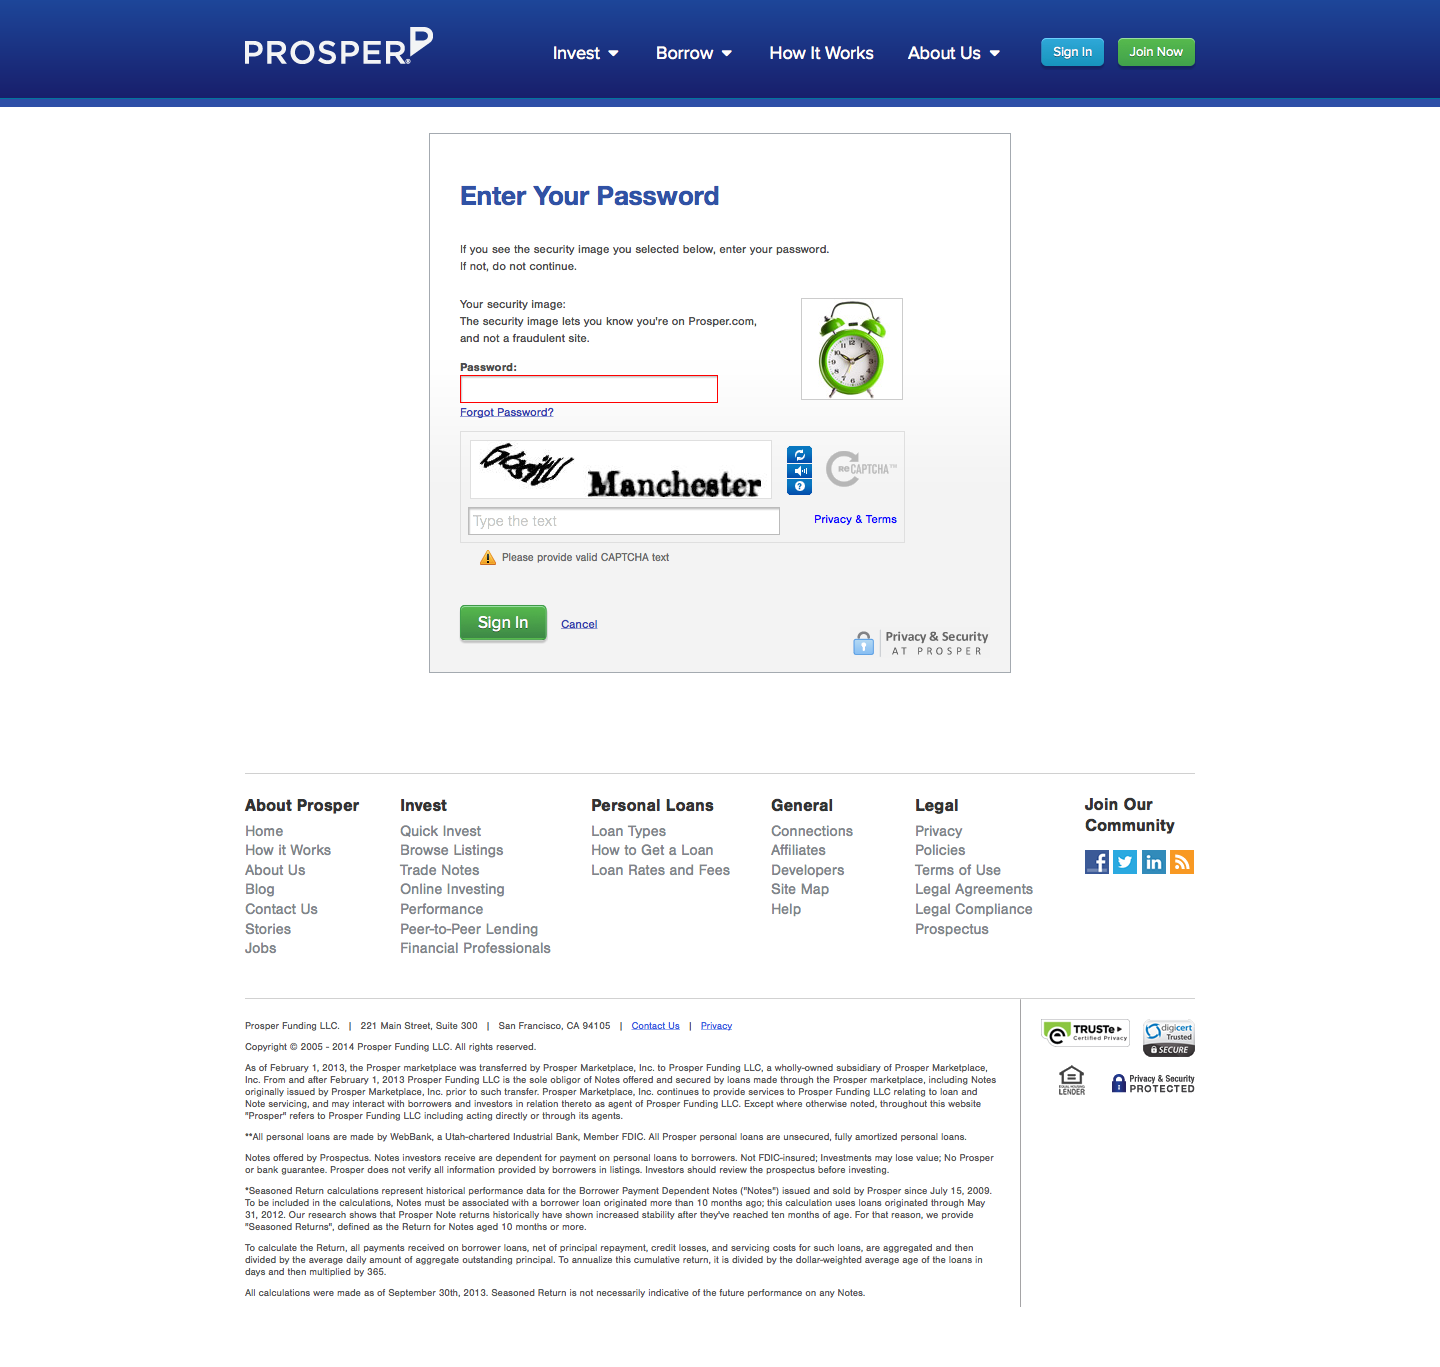 PROSPER
Invest
Borrow
How It Works
About Us
Sign In
Join Now
Enter Your Password
If you see the security image you selected below, enter your password.
If not, do not continue.
Your security image:
The security image lets you know you're on Prosper.com,
and not a fraudulent site.
Password:
Forgot Password?
Manchester
reCAPTCHA™
Type the text
Privacy & Terms
Please provide valid CAPTCHA text
Sign In
Cancel
Privacy & Security
AT PROSPER
About Prosper
Home
How it Works
About Us
Blog
Contact Us
Stories
Jobs
Invest
Quick Invest
Browse Listings
Trade Notes
Online Investing
Performance
Peer-to-Peer Lending
Financial Professionals
Personal Loans
Loan Types
How to Get a Loan
Loan Rates and Fees
General
Connections
Affiliates
Developers
Site Map
Help
Legal
Privacy
Policies
Terms of Use
Legal Agreements
Legal Compliance
Prospectus
Join Our
Community
Prosper Funding LLC. | 221 Main Street, Suite 300 | San Francisco, CA 94105 | Contact Us | Privacy
Copyright © 2005 - 2014 Prosper Funding LLC. All rights reserved.
As of February 1, 2013, the Prosper marketplace was transferred by Prosper Marketplace, Inc. to Prosper Funding LLC, a wholly-owned subsidiary of Prosper Marketplace,
Inc. From and after February 1, 2013 Prosper Funding LLC is the sole obligor of Notes offered and secured by loans made through the Prosper marketplace, including Notes
originally issued by Prosper Marketplace, Inc. prior to such transfer. Prosper Marketplace, Inc. continues to provide services to Prosper Funding LLC relating to loan and
Note servicing, and may interact with borrowers and investors in relation thereto as agent of Prosper Funding LLC. Except where otherwise noted, throughout this website
"Prosper" refers to Prosper Funding LLC including acting directly or through its agents.
**All personal loans are made by WebBank, a Utah-chartered Industrial Bank, Member FDIC. All Prosper personal loans are unsecured, fully amortized personal loans.
Notes offered by Prospectus. Notes investors receive are dependent for payment on personal loans to borrowers. Not FDIC-insured; Investments may lose value; No Prosper
or bank guarantee. Prosper does not verify all information provided by borrowers in listings. Investors should review the prospectus before investing.
*Seasoned Return calculations represent historical performance data for the Borrower Payment Dependent Notes ("Notes") issued and sold by Prosper since July 15, 2009.
To be included in the calculations, Notes must be associated with a borrower loan originated more than 10 months ago; this calculation uses loans originated through May
31, 2012. Our research shows that Prosper Note returns historically have shown increased stability after they've reached ten months of age. For that reason, we provide
"Seasoned Returns", defined as the Return for Notes aged 10 months or more.
To calculate the Return, all payments received on borrower loans, net of principal repayment, credit losses, and servicing costs for such loans, are aggregated and then
divided by the average daily amount of aggregate outstanding principal. To annualize this cumulative return, it is divided by the dollar-weighted average age of the loans in
days and then multiplied by 365.
All calculations were made as of September 30th, 2013. Seasoned Return is not necessarily indicative of the future performance on any Notes.
TRUSTe
Certified Privacy
digicert
Trusted
SECURE
EQUAL HOUSING
LENDER
Privacy & Security
PROTECTED